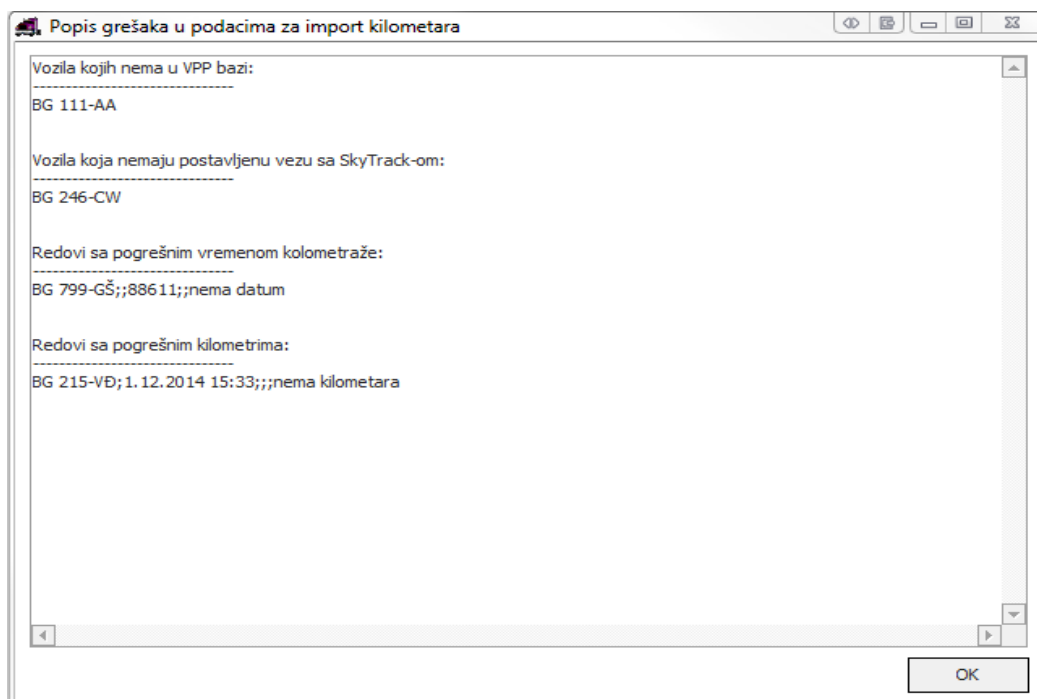 Popis grešaka u podacima za import kilometara
Vozila kojih nema u VPP bazi:
-------------------------------
BG 111-AA
Vozila koja nemaju postavljenu vezu sa SkyTrack-om:
-------------------------------
BG 246-CW
Redovi sa pogrešnim vremenom kolometraže:
-------------------------------
BG 799-GŠ;;88611;;nema datum
Redovi sa pogrešnim kilometrima:
-------------------------------
BG 215-VĐ;1.12.2014 15:33;;;nema kilometara
OK